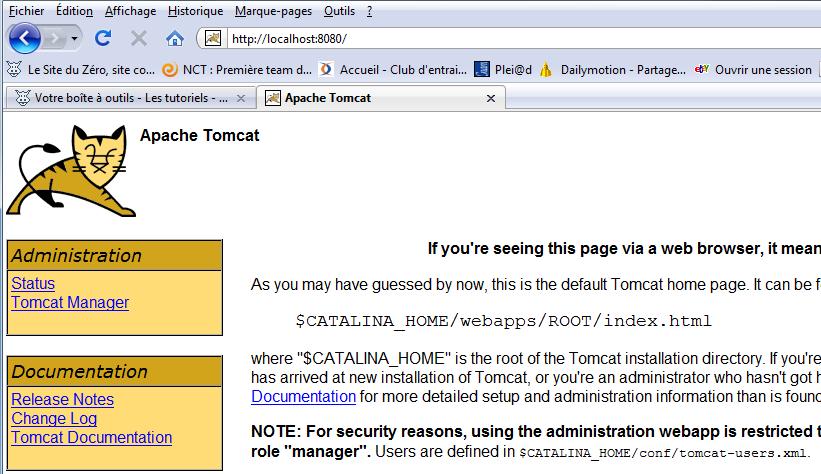 Fichier Édition Affichage Historique Marque-pages Outils ?
http://localhost:8080/
Le Site du Zéro, site co... NCT : Première team d... Accueil - Club d'entrai... Plei@d Dailymotion - Partage... Ouvrir une session
Votre boîte à outils - Les tutoriels - ... Apache Tomcat
Apache Tomcat
Administration
Status
Tomcat Manager
Documentation
Release Notes
Change Log
Tomcat Documentation
If you're seeing this page via a web browser, it mean
As you may have guessed by now, this is the default Tomcat home page. It can be f
$CATALINA_HOME/webapps/ROOT/index.html
where "$CATALINA_HOME" is the root of the Tomcat installation directory. If you're
has arrived at new installation of Tomcat, or you're an administrator who hasn't got h
Documentation for more detailed setup and administration information than is found
NOTE: For security reasons, using the administration webapp is restricted t
role "manager". Users are defined in $CATALINA_HOME/conf/tomcat-users.xml.